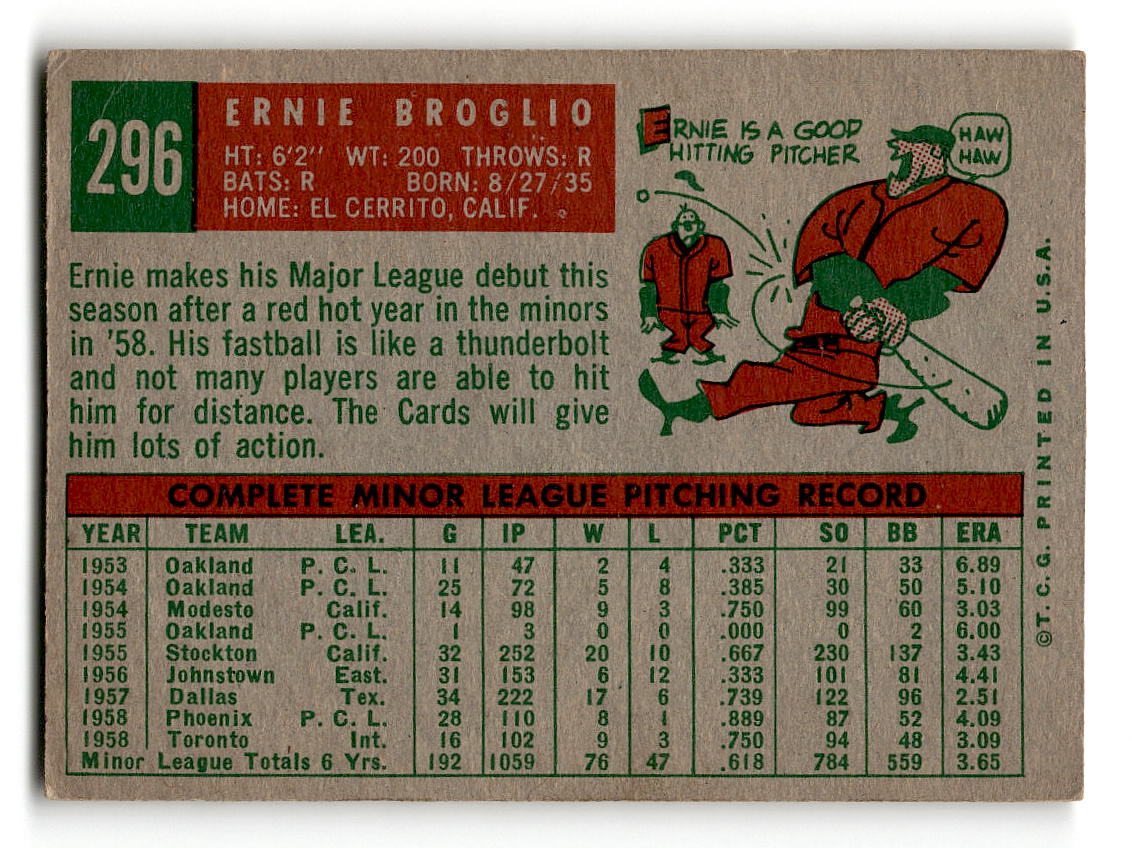 296
ERNIE BROGLIO
HT: 6'2" WT: 200 THROWS: R
BATS: R BORN: 8/27/35
HOME: EL CERRITO, CALIF.
ERNIE IS A GOOD
HITTING PITCHER
HAW
HAW
Ernie makes his Major League debut this
season after a red hot year in the minors
in '58. His fastball is like a thunderbolt
and not many players are able to hit
him for distance. The Cards will give
him lots of action.
COMPLETE MINOR LEAGUE PITCHING RECORD
YEAR TEAM LEA. G IP W L PCT SO BB ERA
1953 Oakland P. C. L. 11 47 2 4 .333 21 33 6.89
1954 Oakland P. C. L. 25 72 5 8 .385 30 50 5.10
1954 Modesto Calif. 14 98 9 3 .750 99 60 3.03
1955 Oakland P. C. L. 1 3 0 0 .000 0 2 6.00
1955 Stockton Calif. 32 252 20 10 .667 230 137 3.43
1956 Johnstown East. 31 153 6 12 .333 101 81 4.41
1957 Dallas Tex. 34 222 17 6 .739 122 96 2.51
1958 Phoenix P. C. L. 28 110 8 1 .889 87 52 4.09
1958 Toronto Int. 16 102 9 3 .750 94 48 3.09
Minor League Totals 6 Yrs. 192 1059 76 47 .618 784 559 3.65
©T. C. G. PRINTED IN U.S.A.